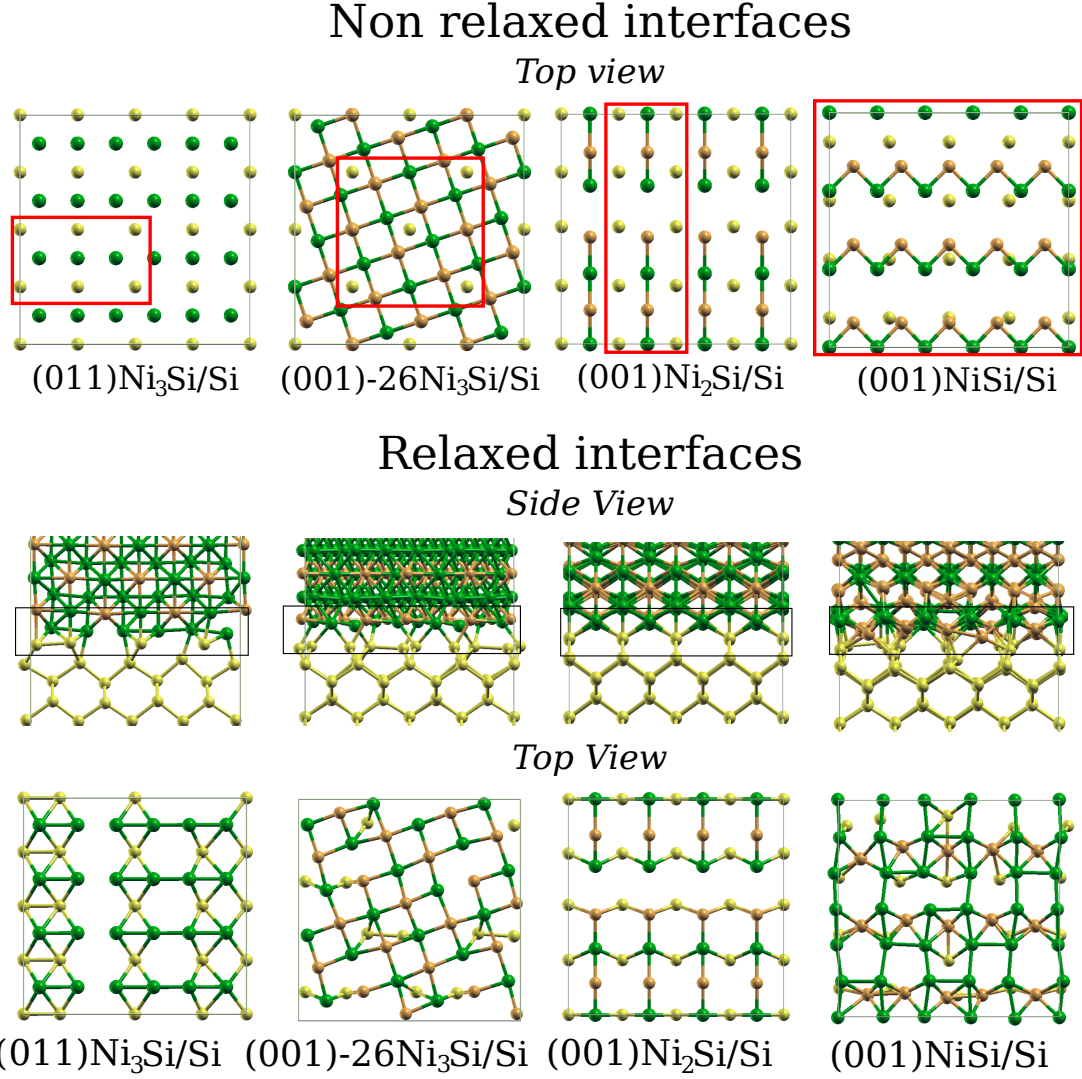 Non relaxed interfaces
Top view
(011)Ni₃Si/Si (001)-26Ni₃Si/Si (001)Ni₂Si/Si (001)NiSi/Si
Relaxed interfaces
Side View
Top View
(011)Ni₃Si/Si (001)-26Ni₃Si/Si (001)Ni₂Si/Si (001)NiSi/Si